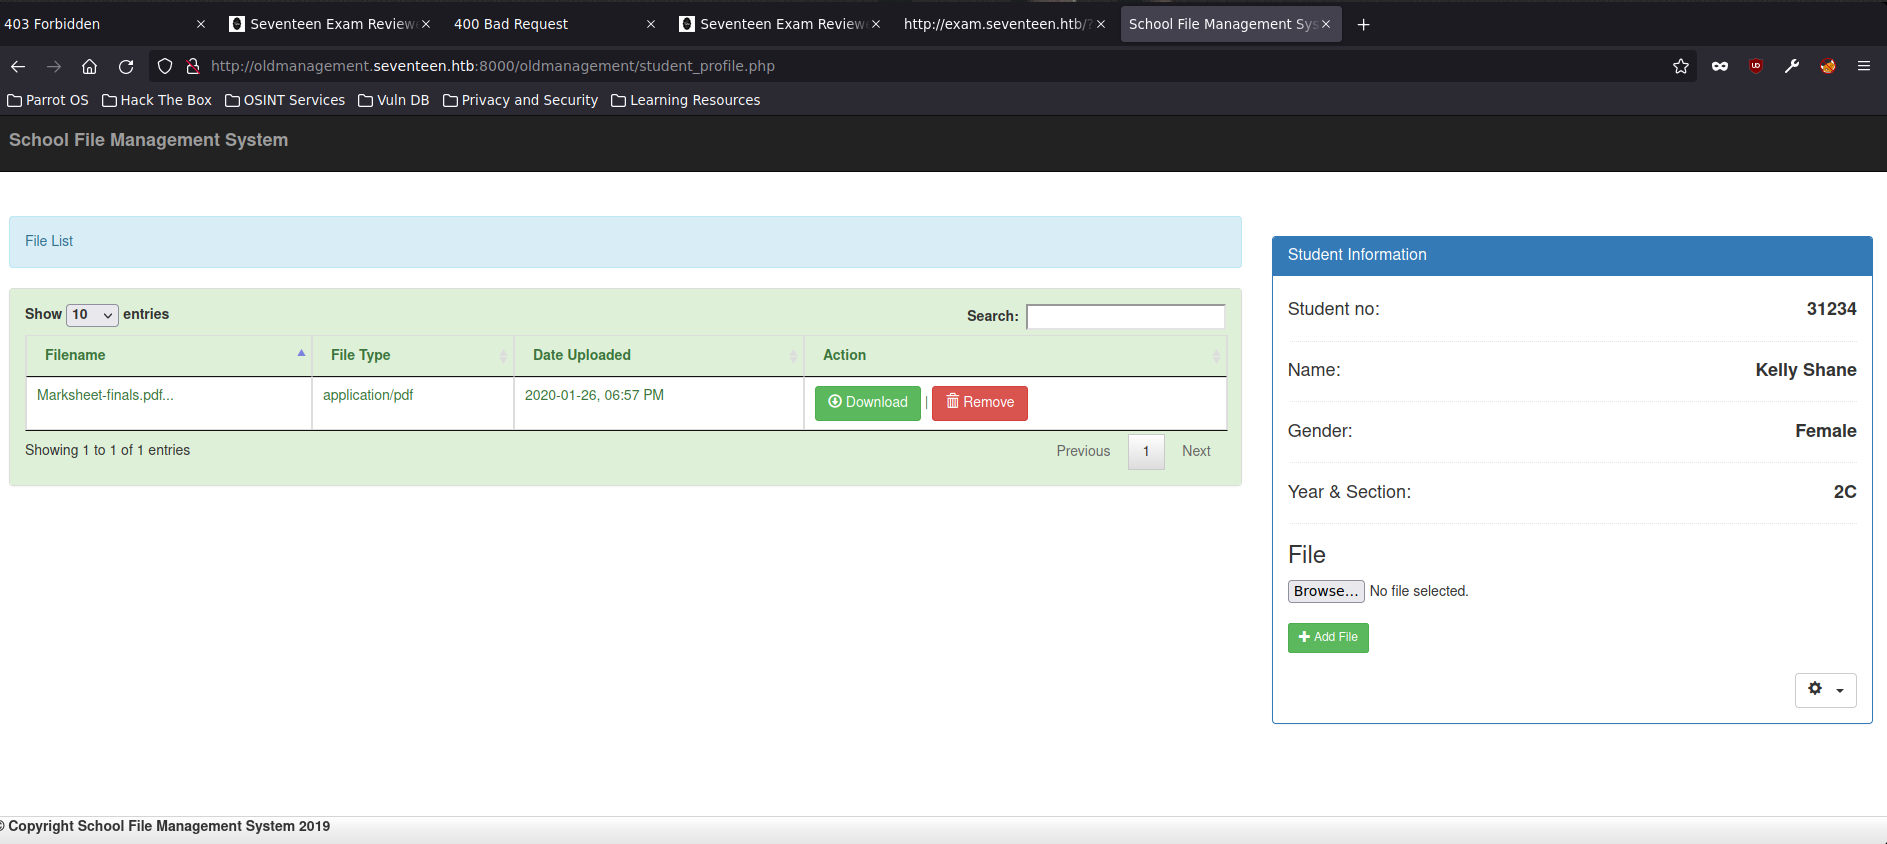 403 Forbidden
Seventeen Exam Review
400 Bad Request
Seventeen Exam Review
http://exam.seventeen.htb/?
School File Management Sys
http://oldmanagement.seventeen.htb:8000/oldmanagement/student_profile.php
Parrot OS Hack The Box OSINT Services Vuln DB Privacy and Security Learning Resources
School File Management System
File List
Show 10 entries
Search:
Filename File Type Date Uploaded Action
Marksheet-finals.pdf... application/pdf 2020-01-26, 06:57 PM Download | Remove
Showing 1 to 1 of 1 entries
Previous 1 Next
Student Information
Student no: 31234
Name: Kelly Shane
Gender: Female
Year & Section: 2C
File
Browse... No file selected.
Add File
© Copyright School File Management System 2019